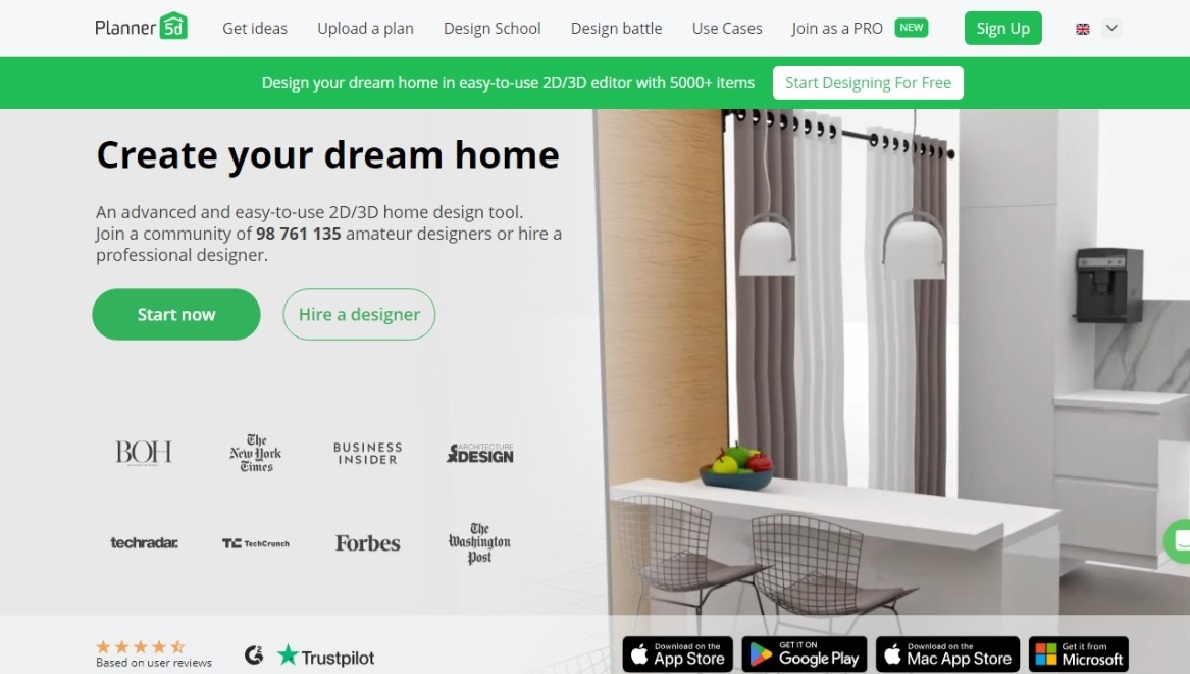 Planner 5d
Get ideas
Upload a plan
Design School
Design battle
Use Cases
Join as a PRO NEW
Sign Up
Design your dream home in easy-to-use 2D/3D editor with 5000+ items
Start Designing For Free
Create your dream home
An advanced and easy-to-use 2D/3D home design tool.
Join a community of 98 761 135 amateur designers or hire a
professional designer.
Start now
Hire a designer
BOH
The
New York
Times
BUSINESS
INSIDER
ARCHITECTURE
&DESIGN
techradar.
TC TechCrunch
Forbes
The
Washington
Post
Based on user reviews
G2
Trustpilot
Download on the
App Store
GET IT ON
Google Play
Download on the
Mac App Store
Get it from
Microsoft